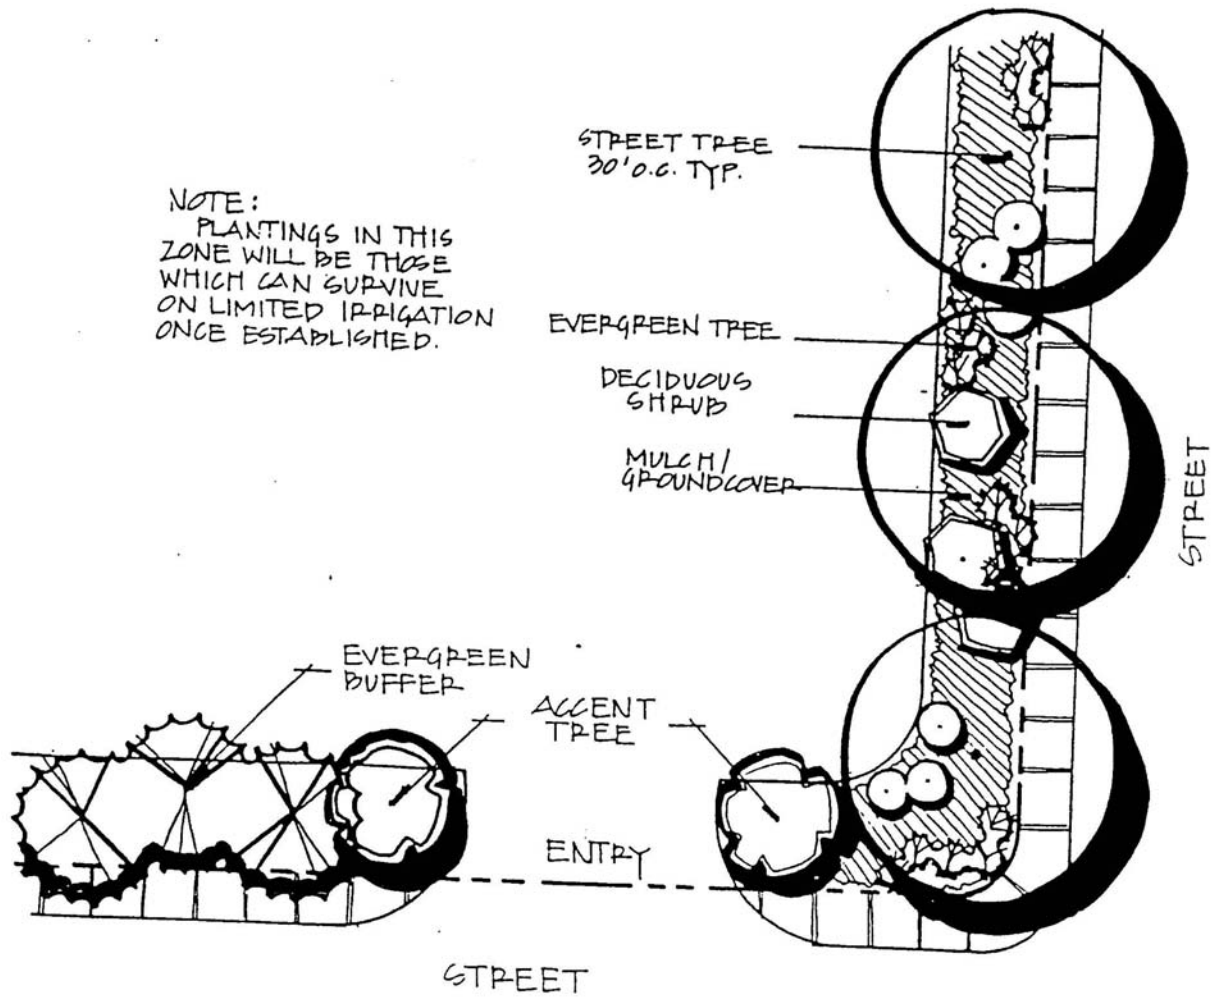 STREET TREE
30' O.C. TYP.
NOTE:
PLANTINGS IN THIS
ZONE WILL BE THOSE
WHICH CAN SURVIVE
ON LIMITED IRRIGATION
ONCE ESTABLISHED.
EVERGREEN TREE
DECIDUOUS
SHRUB
MULCH/
GROUNDCOVER
STREET
EVERGREEN
BUFFER
ACCENT
TREE
ENTRY
STREET